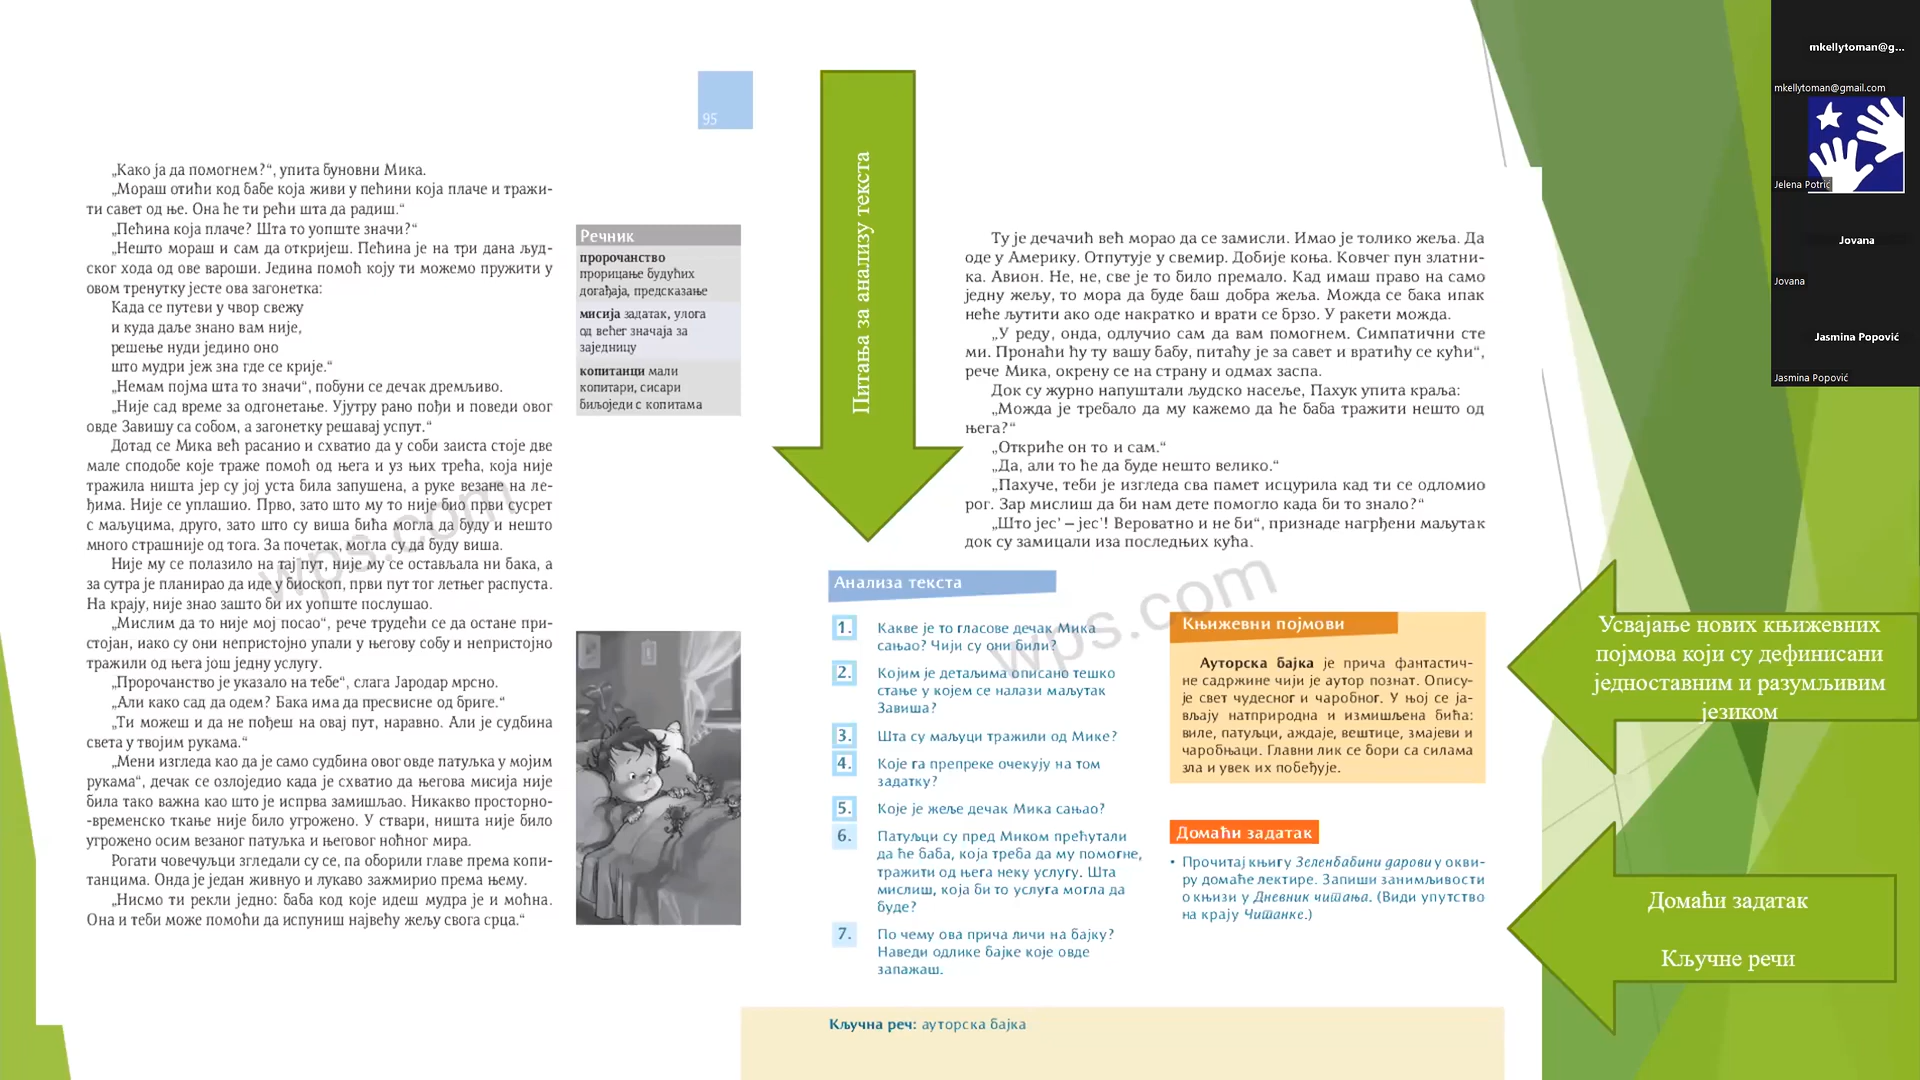 95
„Како ја да помогнем?“, упита буновни Мика.
„Мораш отићи код бабе која живи у пећини која плаче и тражи-
ти савет од ње. Она ће ти рећи шта да радиш.“
„Пећина која плаче? Шта то уопште значи?“
„Нешто мораш и сам да откријеш. Пећина је на три дана људ-
ског хода од ове вароши. Једина помоћ коју ти можемо пружити у
овом тренутку јесте ова загонетка:
Када се путеви у чвор свежу
и куда даље знано вам није,
решење нуди једино оно
што мудри јеж зна где се крије.“
„Немам појма шта то значи“, побуни се дечак дремљиво.
„Није сад време за одгонетање. Ујутру рано пођи и поведи овог
овде Завишу са собом, а загонетку решавај успут.“
Дотад се Мика већ расанио и схватио да у соби заиста стоје две
мале сподобе које траже помоћ од њега и уз њих трећа, која није
тражила ништа јер су јој уста била запушена, а руке везане на ле-
ђима. Није се уплашио. Прво, зато што му то није био први сусрет
с маљуцима, друго, зато што су виша бића могла да буду и нешто
много страшније од тога. За почетак, могла су да буду виша.
Није му се полазило на тај пут, није му се остављала ни бака, а
за сутра је планирао да иде у биоскоп, први пут тог летњег распуста.
На крају, није знао зашто би их уопште послушао.
„Мислим да то није мој посао“, рече трудећи се да остане при-
стојан, иако су они непристојно упали у његову собу и непристојно
тражили од њега још једну услугу.
„Пророчанство је указало на тебе“, слага Јародар мрсно.
„Али како сад да одем? Бака има да пресвисне од бриге.“
„Ти можеш и да не пођеш на овај пут, наравно. Али је судбина
света у твојим рукама.“
„Мени изгледа као да је само судбина овог овде патуљка у мојим
рукама“, дечак се озлоједио када је схватио да његова мисија није
била тако важна као што је испрва замишљао. Никакво просторно-
-временско ткање није било угрожено. У ствари, ништа није било
угрожено осим везаног патуљка и његовог ноћног мира.
Рогати човечуљци згледали су се, па оборили главе према копи-
танцима. Онда је један живнуо и лукаво зажмирио према њему.
„Нисмо ти рекли једно: баба код које идеш мудра је и моћна.
Она и теби може помоћи да испуниш највећу жељу свога срца.“
Речник
пророчанство
прорицање будућих
догађаја, предсказање
мисија задатак, улога
од већег значаја за
заједницу
копитанци мали
копитари, сисари
биљоједи с копитама
Питања за анализу текста
Ту је дечачић већ морао да се замисли. Имао је толико жеља. Да
оде у Америку. Отпутује у свемир. Добије коња. Ковчег пун златни-
ка. Авион. Не, не, све је то било премало. Кад имаш право на само
једну жељу, то мора да буде баш добра жеља. Можда се бака ипак
неће љутити ако оде накратко и врати се брзо. У ракети можда.
„У реду, онда, одлучио сам да вам помогнем. Симпатични сте
ми. Пронаћи ћу ту вашу бабу, питаћу је за савет и вратићу се кући“,
рече Мика, окрену се на страну и одмах заспа.
Док су журно напуштали људско насеље, Пахук упита краља:
„Можда је требало да му кажемо да ће баба тражити нешто од
њега?“
„Откриће он то и сам.“
„Да, али то ће да буде нешто велико.“
„Пахуче, теби је изгледа сва памет исцурила кад ти се одломио
рог. Зар мислиш да би нам дете помогло када би то знало?“
„Што јес’ – јес’! Вероватно и не би“, признаде нагрђени маљутак
док су замицали иза последњих кућа.
Анализа текста
1. Какве је то гласове дечак Мика
сањао? Чији су они били?
2. Којим је детаљима описано тешко
стање у којем се налази маљутак
Завиша?
3. Шта су маљуци тражили од Мике?
4. Које га препреке очекују на том
задатку?
5. Које је жеље дечак Мика сањао?
6. Патуљци су пред Миком прећутали
да ће баба, која треба да му помогне,
тражити од њега неку услугу. Шта
мислиш, која би то услуга могла да
буде?
7. По чему ова прича личи на бајку?
Наведи одлике бајке које овде
запажаш.
Књижевни појмови
Ауторска бајка је прича фантастич-
не садржине чији је аутор познат. Опису-
је свет чудесног и чаробног. У њој се ја-
вљају натприродна и измишљена бића:
виле, патуљци, аждаје, вештице, змајеви и
чаробњаци. Главни лик се бори са силама
зла и увек их побеђује.
Домаћи задатак
• Прочитај књигу Зеленбабини дарови у окви-
ру домаће лектире. Запиши занимљивости
о књизи у Дневник читања. (Види упутство
на крају Читанке.)
Кључна реч: ауторска бајка
wps.com
wps.com
Усвајање нових књижевних
појмова који су дефинисани
једноставним и разумљивим
језиком
Домаћи задатак
Кључне речи
mkellytoman@g...
mkellytoman@gmail.com
Jelena Potrić
Jovana
Jovana
Jasmina Popović
Jasmina Popović